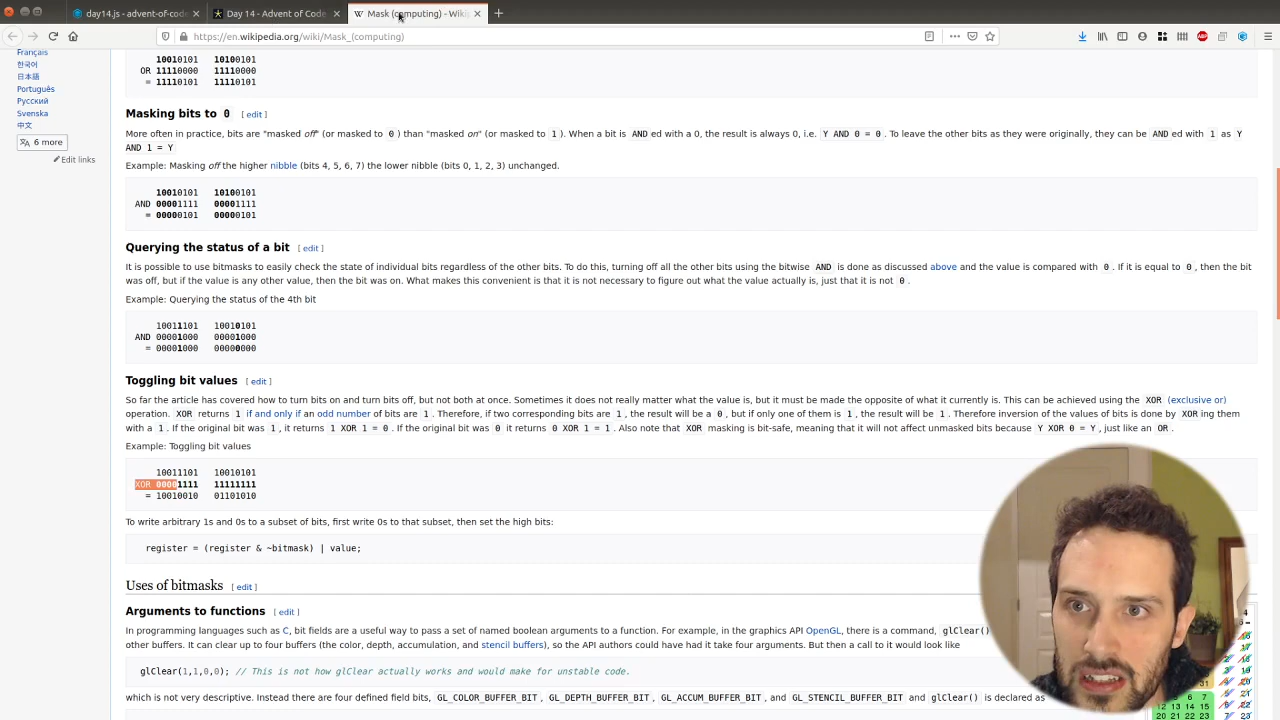 day14.js - advent-of-code
Day 14 - Advent of Code
Mask (computing) - Wiki
https://en.wikipedia.org/wiki/Mask_(computing)
Français
한국어
日本語
Português
Русский
Svenska
中文
6 more
Edit links
10010101 10100101
OR 11110000 11110000
= 11110101 11110101
Masking bits to 0 [ edit ]
More often in practice, bits are "masked off" (or masked to 0) than "masked on" (or masked to 1). When a bit is ANDed with a 0, the result is always 0, i.e. Y AND 0 = 0. To leave the other bits as they were originally, they can be ANDed with 1 as Y
AND 1 = Y
Example: Masking off the higher nibble (bits 4, 5, 6, 7) the lower nibble (bits 0, 1, 2, 3) unchanged.
10010101 10100101
AND 00001111 00001111
= 00000101 00000101
Querying the status of a bit [ edit ]
It is possible to use bitmasks to easily check the state of individual bits regardless of the other bits. To do this, turning off all the other bits using the bitwise AND is done as discussed above and the value is compared with 0. If it is equal to 0, then the bit
was off, but if the value is any other value, then the bit was on. What makes this convenient is that it is not necessary to figure out what the value actually is, just that it is not 0.
Example: Querying the status of the 4th bit
10011101 10010101
AND 00001000 00001000
= 00001000 00000000
Toggling bit values [ edit ]
So far the article has covered how to turn bits on and turn bits off, but not both at once. Sometimes it does not really matter what the value is, but it must be made the opposite of what it currently is. This can be achieved using the XOR (exclusive or)
operation. XOR returns 1 if and only if an odd number of bits are 1. Therefore, if two corresponding bits are 1, the result will be a 0, but if only one of them is 1, the result will be 1. Therefore inversion of the values of bits is done by XORing them
with a 1. If the original bit was 1, it returns 1 XOR 1 = 0. If the original bit was 0 it returns 0 XOR 1 = 1. Also note that XOR masking is bit-safe, meaning that it will not affect unmasked bits because Y XOR 0 = Y, just like an OR.
Example: Toggling bit values
10011101 10010101
XOR 00001111 11111111
= 10010010 01101010
To write arbitrary 1s and 0s to a subset of bits, first write 0s to that subset, then set the high bits:
register = (register & ~bitmask) | value;
Uses of bitmasks [ edit ]
Arguments to functions [ edit ]
In programming languages such as C, bit fields are a useful way to pass a set of named boolean arguments to a function. For example, in the graphics API OpenGL, there is a command, glClear()
other buffers). It can clear up to four buffers (the color, depth, accumulation, and stencil buffers), so the API authors could have had it take four arguments. But then a call to it would look like
glClear(1,1,0,0); // This is not how glClear actually works and would make for unstable code.
which is not very descriptive. Instead there are four defined field bits, GL_COLOR_BUFFER_BIT, GL_DEPTH_BUFFER_BIT, GL_ACCUM_BUFFER_BIT, and GL_STENCIL_BUFFER_BIT and glClear() is declared as